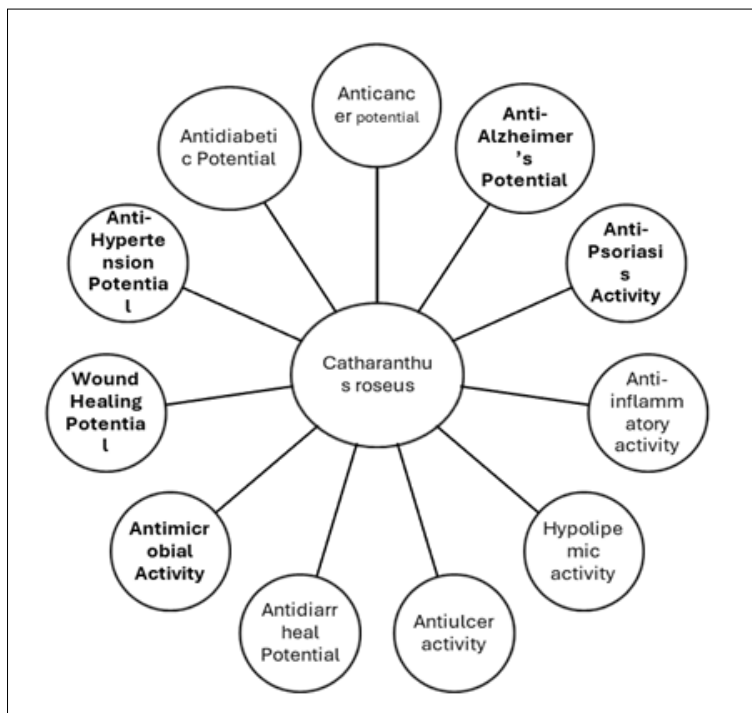 Anticanc
er potential
Anti-
Alzheimer
's
Potential
Anti-
Psoriasi
s
Activity
Anti-
inflamm
atory
activity
Hypolipe
mic
activity
Antiulcer
activity
Antidiarr
heal
Potential
Antimicr
obial
Activity
Wound
Healing
Potentia
l
Anti-
Hyperte
nsion
Potentia
l
Antidiabeti
c Potential
Catharanthu
s roseus